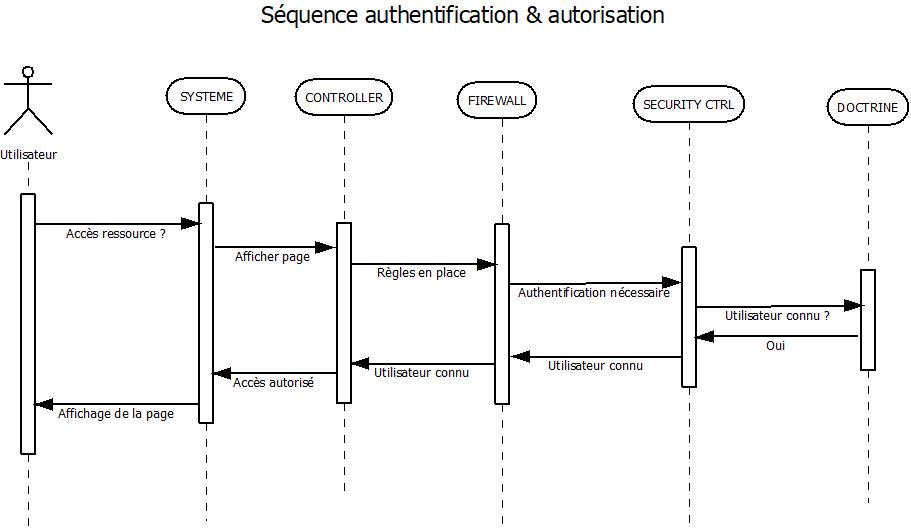 Séquence authentification & autorisation
SYSTEME
CONTROLLER
FIREWALL
SECURITY CTRL
DOCTRINE
Utilisateur
Accès ressource ?
Afficher page
Règles en place
Authentification nécessaire
Utilisateur connu ?
Oui
Utilisateur connu
Utilisateur connu
Accès autorisé
Affichage de la page